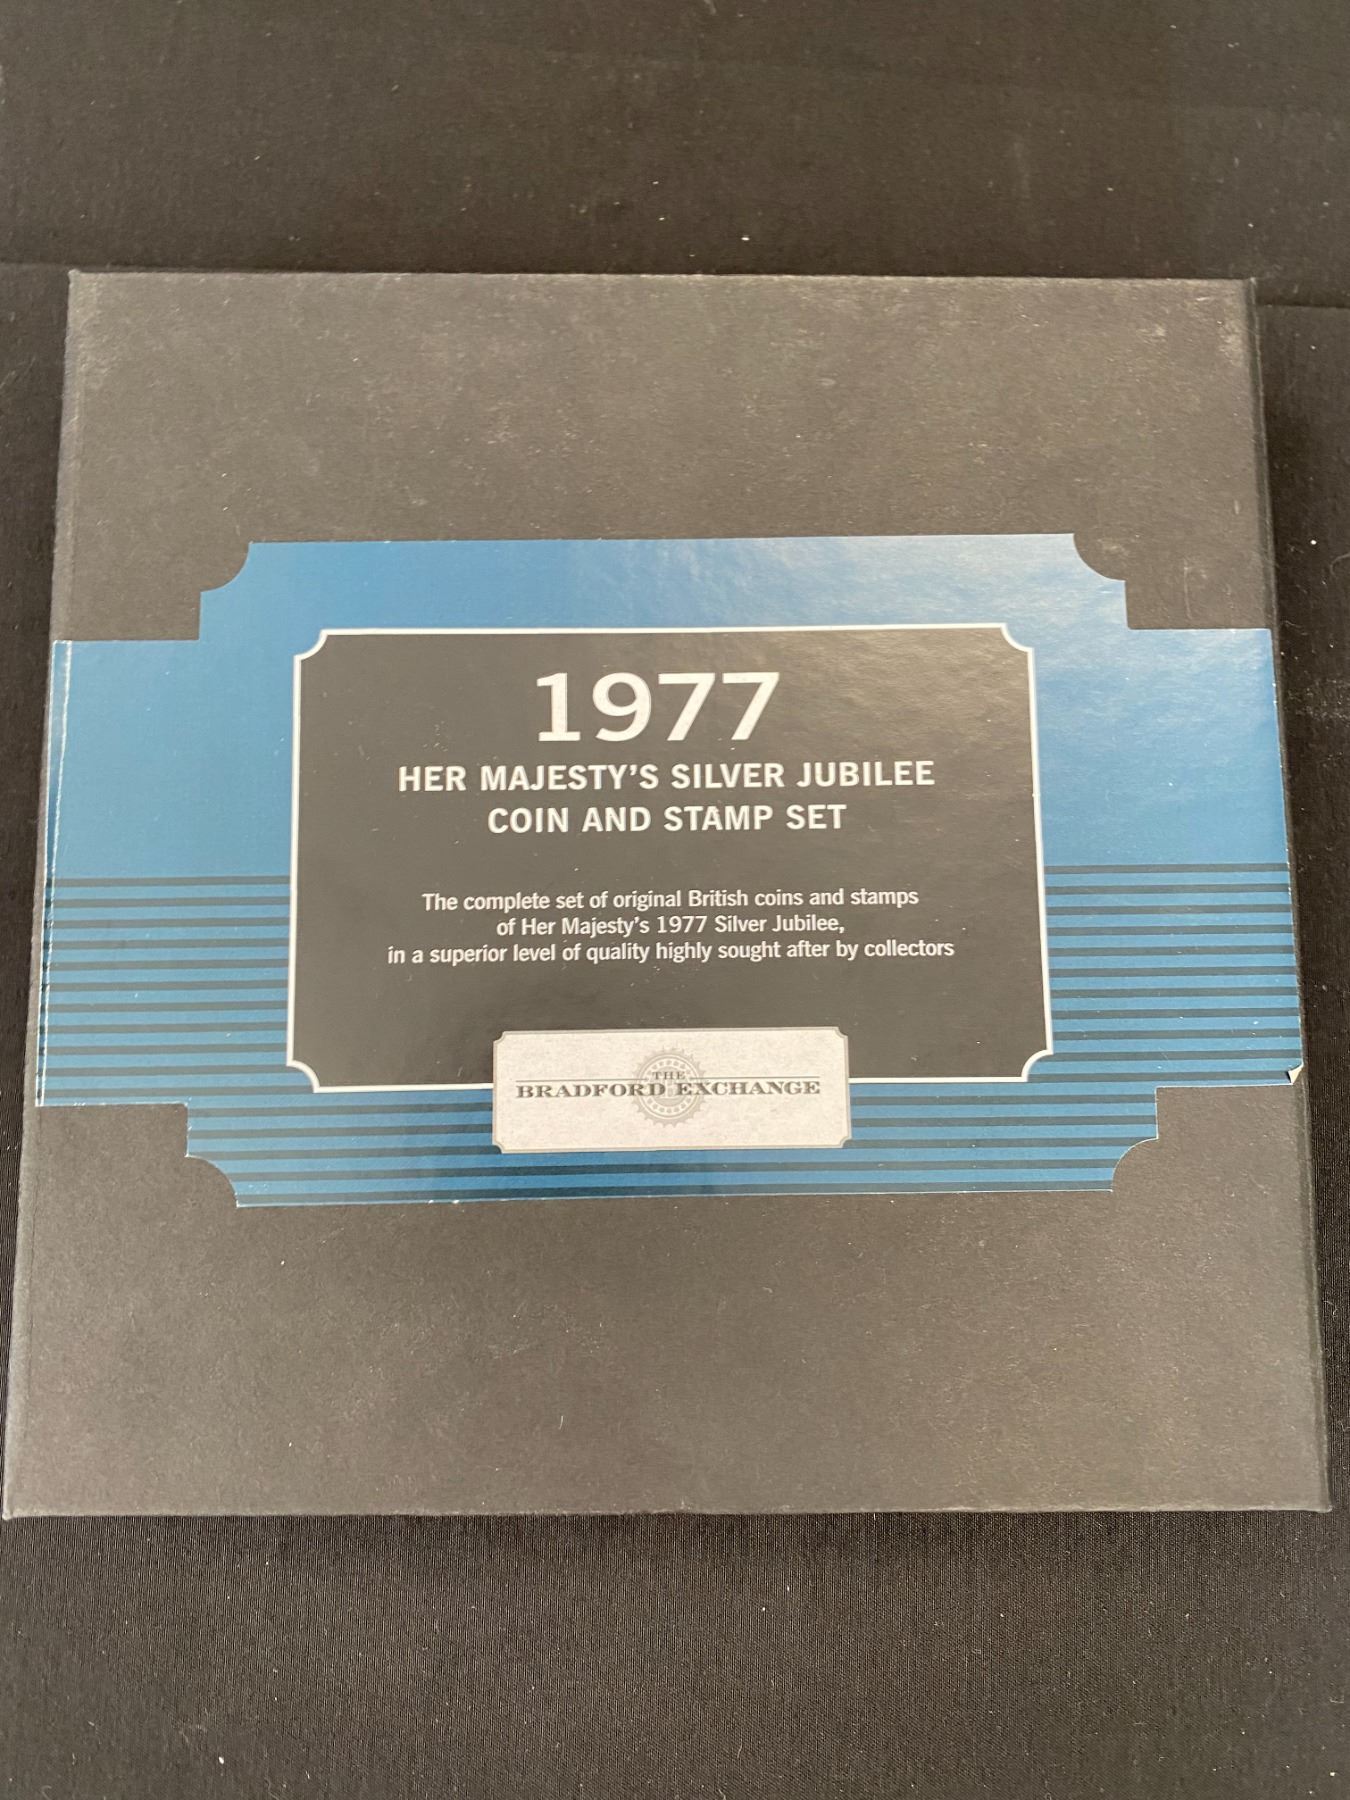 1977
HER MAJESTY'S SILVER JUBILEE
COIN AND STAMP SET
The complete set of original British coins and stamps
of Her Majesty's 1977 Silver Jubilee,
in a superior level of quality highly sought after by collectors
THE
BRADFORD EXCHANGE